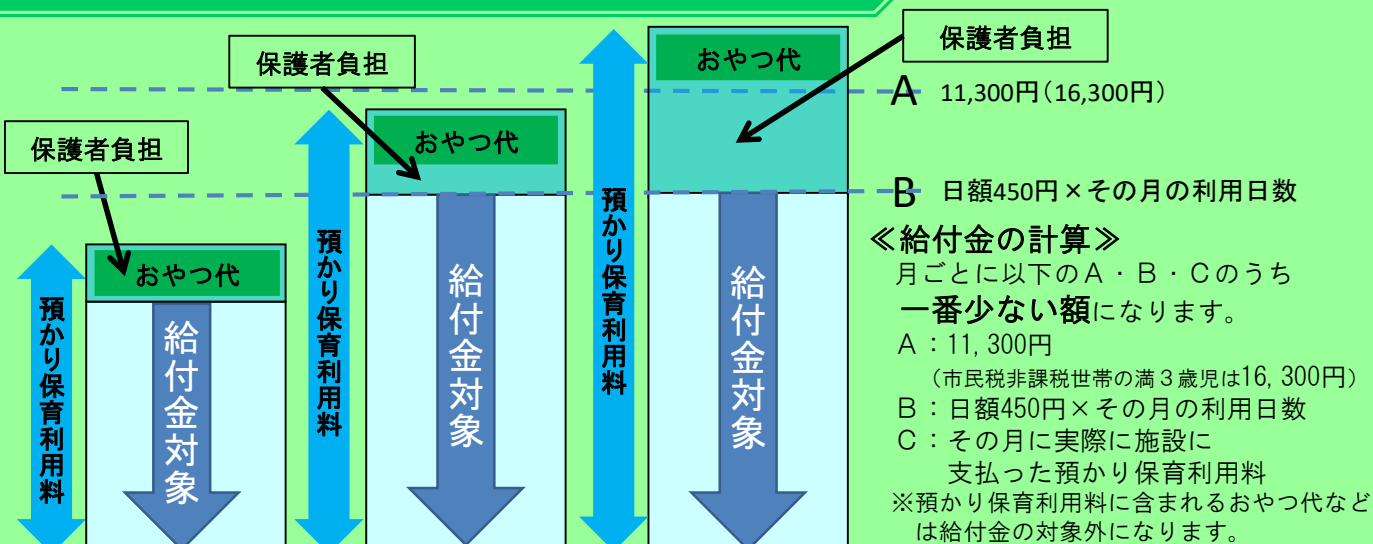 保護者負担
おやつ代
預かり保育利用料
給付金対象
保護者負担
おやつ代
預かり保育利用料
給付金対象
保護者負担
おやつ代
預かり保育利用料
給付金対象
A 11,300円(16,300円)
B 日額450円×その月の利用日数
≪給付金の計算≫
月ごとに以下のA・B・Cのうち
一番少ない額になります。
A:11,300円
(市民税非課税世帯の満3歳児は16,300円)
B:日額450円×その月の利用日数
C:その月に実際に施設に
支払った預かり保育利用料
※預かり保育利用料に含まれるおやつ代など
は給付金の対象外になります。